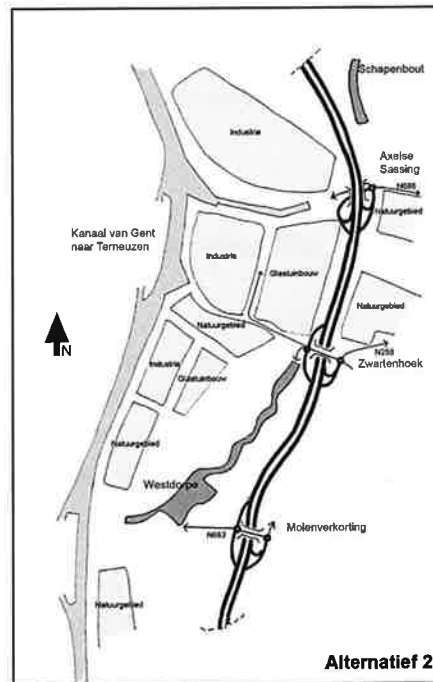 Schapenbout
Industrie
Axelse
Sassing
N686
Natuurgebied
Kanaal van Gent
naar Terneuzen
Industrie
Glastuinbouw
Natuurgebied
Natuurgebied
N
N258
Zwartenhoek
Industrie
Glastuinbouw
Natuurgebied
Westdorpe
N683
Molenverkorting
Natuurgebied
Alternatief 2